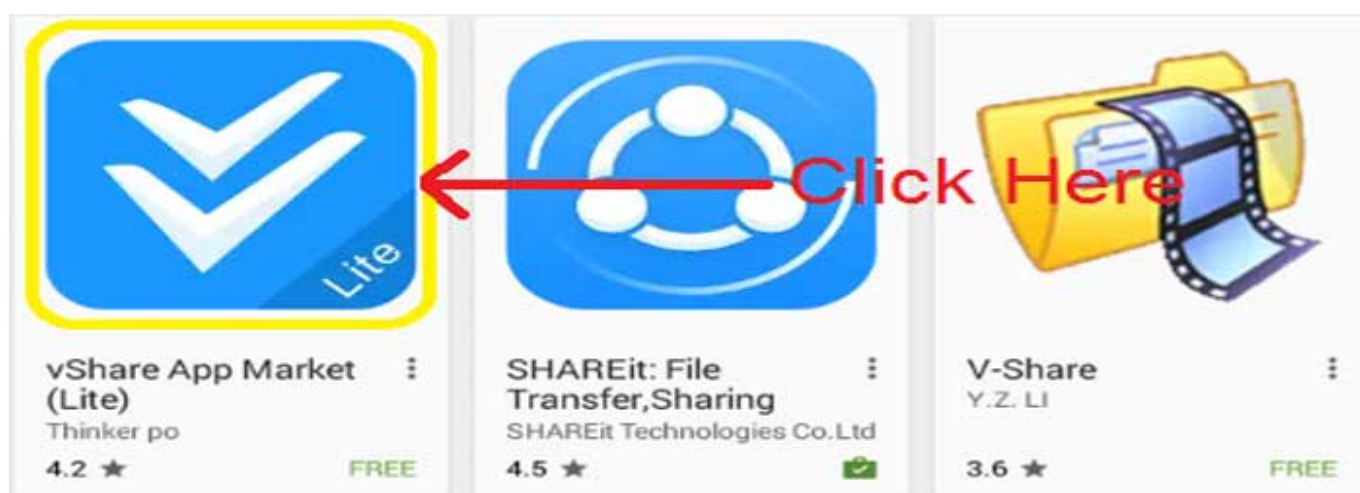 Lite
Click Here
vShare App Market
(Lite)
Thinker po
4.2
FREE
SHAREit: File
Transfer,Sharing
SHAREit Technologies Co.Ltd
4.5
V-Share
Y.Z. LI
3.6
FREE